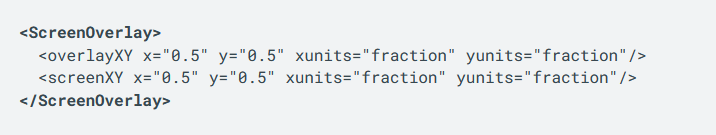 <ScreenOverlay>
<overlayXY x="0.5" y="0.5" xunits="fraction" yunits="fraction"/>
<screenXY x="0.5" y="0.5" xunits="fraction" yunits="fraction"/>
</ScreenOverlay>